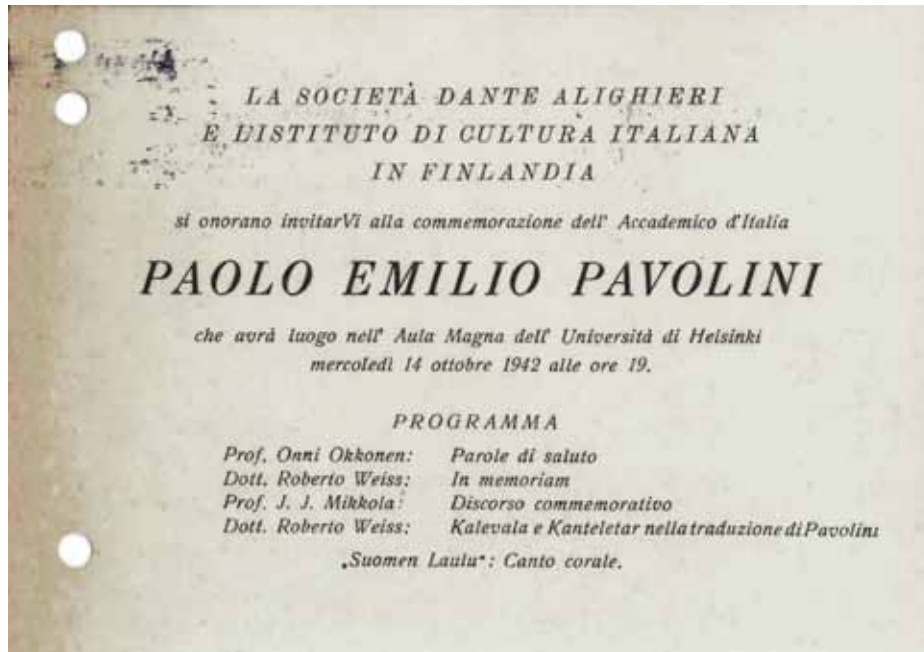 LA SOCIETÀ DANTE ALIGHIERI
E L'ISTITUTO DI CULTURA ITALIANA
IN FINLANDIA
si onorano invitarVi alla commemorazione dell' Accademico d'Italia
PAOLO EMILIO PAVOLINI
che avrà luogo nell' Aula Magna dell' Università di Helsinki
mercoledì 14 ottobre 1942 alle ore 19.
PROGRAMMA
Prof. Onni Okkonen: Parole di saluto
Dott. Roberto Weiss: In memoriam
Prof. J. J. Mikkola: Discorso commemorativo
Dott. Roberto Weiss: Kalevala e Kanteletar nella traduzione di Pavolini
„Suomen Laulu“: Canto corale.